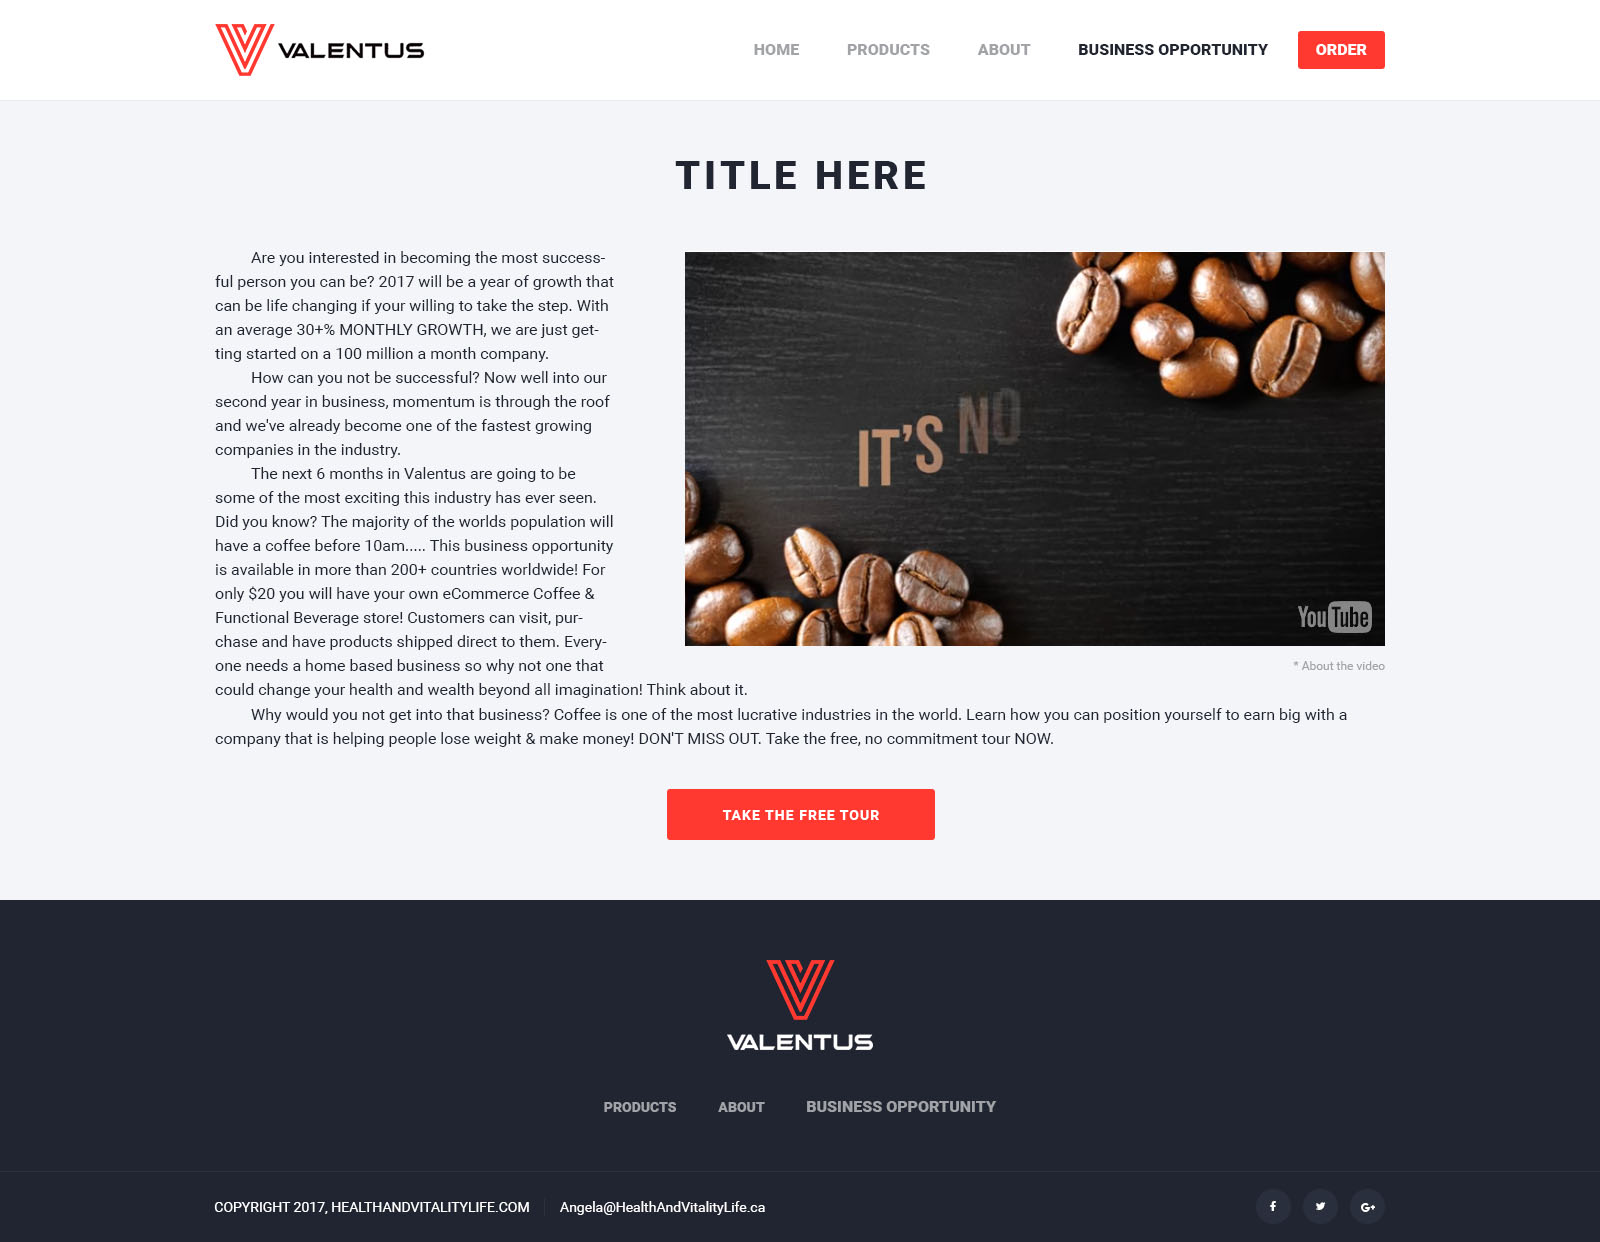 VALENTUS
HOME PRODUCTS ABOUT BUSINESS OPPORTUNITY ORDER
TITLE HERE
Are you interested in becoming the most success-
ful person you can be? 2017 will be a year of growth that
can be life changing if your willing to take the step. With
an average 30+% MONTHLY GROWTH, we are just get-
ting started on a 100 million a month company.
How can you not be successful? Now well into our
second year in business, momentum is through the roof
and we've already become one of the fastest growing
companies in the industry.
The next 6 months in Valentus are going to be
some of the most exciting this industry has ever seen.
Did you know? The majority of the worlds population will
have a coffee before 10am..... This business opportunity
is available in more than 200+ countries worldwide! For
only $20 you will have your own eCommerce Coffee &
Functional Beverage store! Customers can visit, pur-
chase and have products shipped direct to them. Every-
one needs a home based business so why not one that
could change your health and wealth beyond all imagination! Think about it.
Why would you not get into that business? Coffee is one of the most lucrative industries in the world. Learn how you can position yourself to earn big with a
company that is helping people lose weight & make money! DON'T MISS OUT. Take the free, no commitment tour NOW.
IT'S NO
YouTube
* About the video
TAKE THE FREE TOUR
VALENTUS
PRODUCTS ABOUT BUSINESS OPPORTUNITY
COPYRIGHT 2017, HEALTHANDVITALITYLIFE.COM Angela@HealthAndVitalityLife.ca